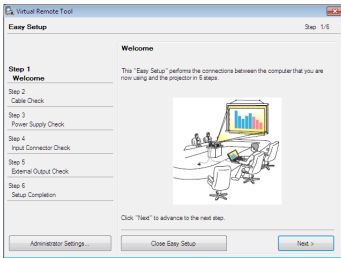 Virtual Remote Tool
Easy Setup
Step 1/6
Step 1
Welcome
Step 2
Cable Check
Step 3
Power Supply Check
Step 4
Input Connector Check
Step 5
External Output Check
Step 6
Setup Completion
Welcome
This "Easy Setup" performs the connections between the computer that you are
now using and the projector in 6 steps.
Click "Next" to advance to the next step.
Administrator Settings...
Close Easy Setup
Next >